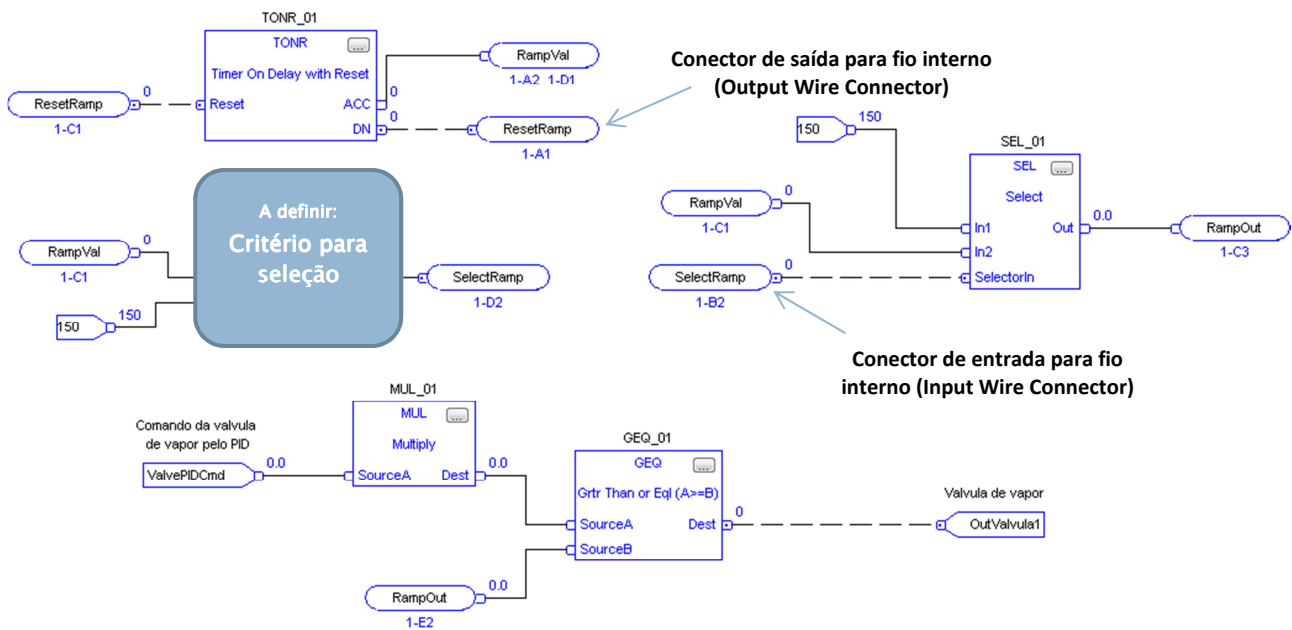 TONR_01
TONR
...
Timer On Delay with Reset
Reset
ACC
DN
ResetRamp
0
1-C1
0
RampVal
1-A2 1-D1
0
ResetRamp
1-A1
Conector de saída para fio interno
(Output Wire Connector)
A definir:
Critério para
seleção
RampVal
0
1-C1
150
150
SelectRamp
1-D2
150
150
SEL_01
SEL
...
Select
In1
In2
SelectorIn
Out
RampVal
0
1-C1
SelectRamp
0
1-B2
0.0
RampOut
1-C3
Conector de entrada para fio
interno (Input Wire Connector)
MUL_01
MUL
...
Multiply
SourceA
Dest
Comando da valvula
de vapor pelo PID
ValvePIDCmd
0.0
0.0
GEQ_01
GEQ
...
Grtr Than or Eql (A>=B)
SourceA
Dest
SourceB
0
Valvula de vapor
OutValvula1
RampOut
0.0
1-E2